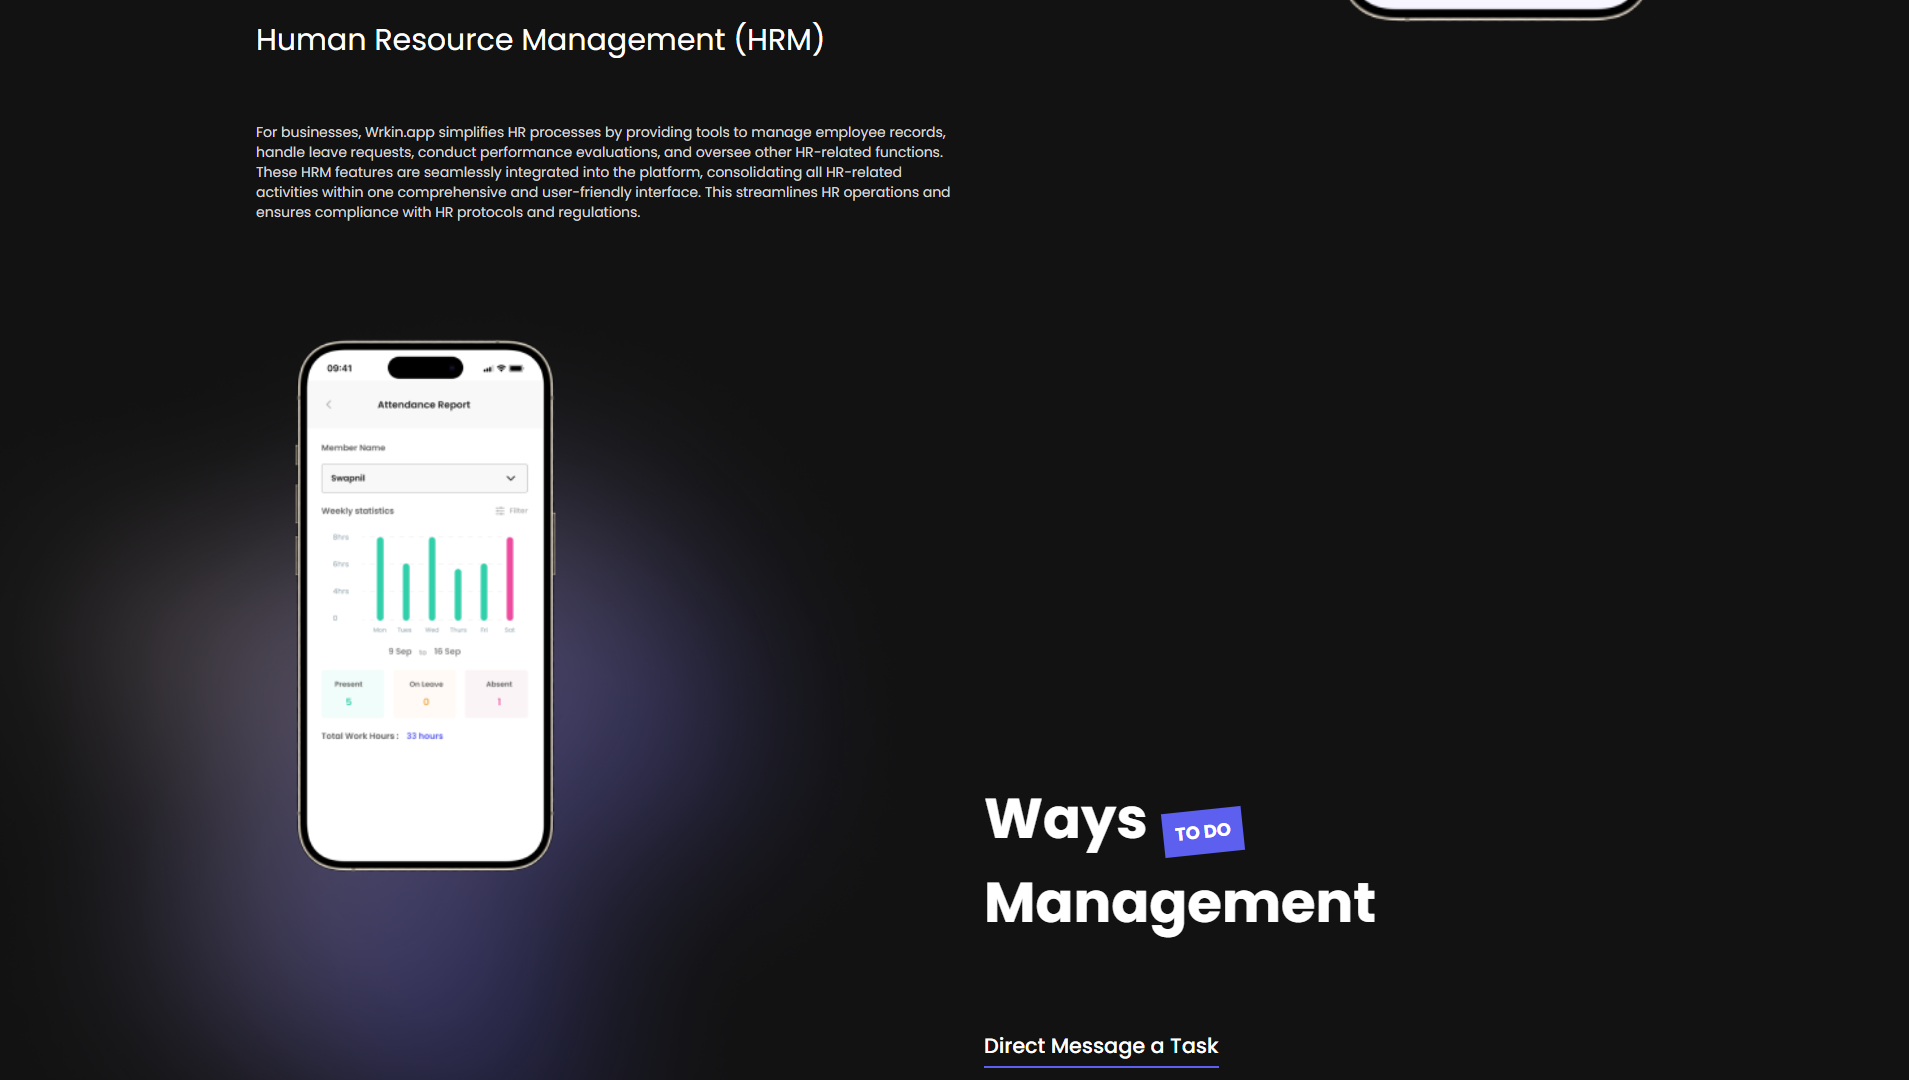 Human Resource Management (HRM)
For businesses, Wrkin.app simplifies HR processes by providing tools to manage employee records,
handle leave requests, conduct performance evaluations, and oversee other HR-related functions.
These HRM features are seamlessly integrated into the platform, consolidating all HR-related
activities within one comprehensive and user-friendly interface. This streamlines HR operations and
ensures compliance with HR protocols and regulations.
09:41
Attendance Report
Member Name
Swapnil
Weekly statistics Filter
8hrs
6hrs
4hrs
0
Mon Tues Wed Thurs Fri Sat
9 Sep to 16 Sep
Present On Leave Absent
5 0 1
Total Work Hours : 33 hours
Ways TO DO
Management
Direct Message a Task